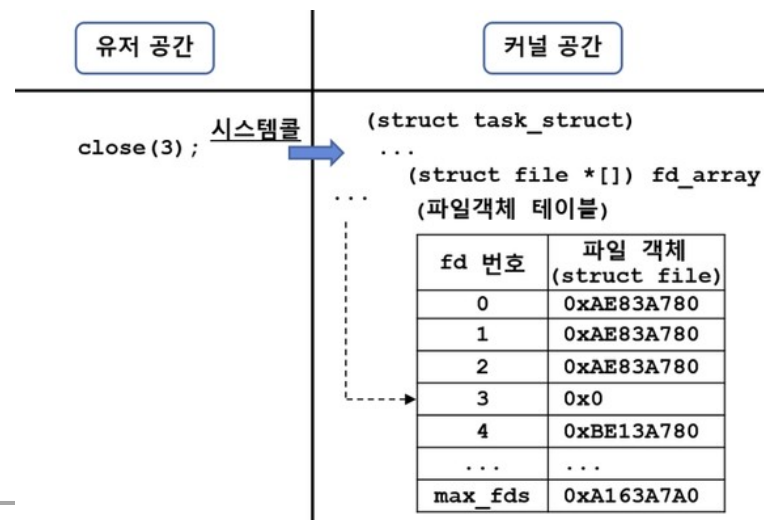 유저 공간
커널 공간
close(3);
시스템콜
(struct task_struct)
...
(struct file *[]) fd_array
...
(파일객체 테이블)
fd 번호 파일 객체
(struct file)
0 0xAE83A780
1 0xAE83A780
2 0xAE83A780
3 0x0
4 0xBE13A780
... ...
max_fds 0xA163A7A0